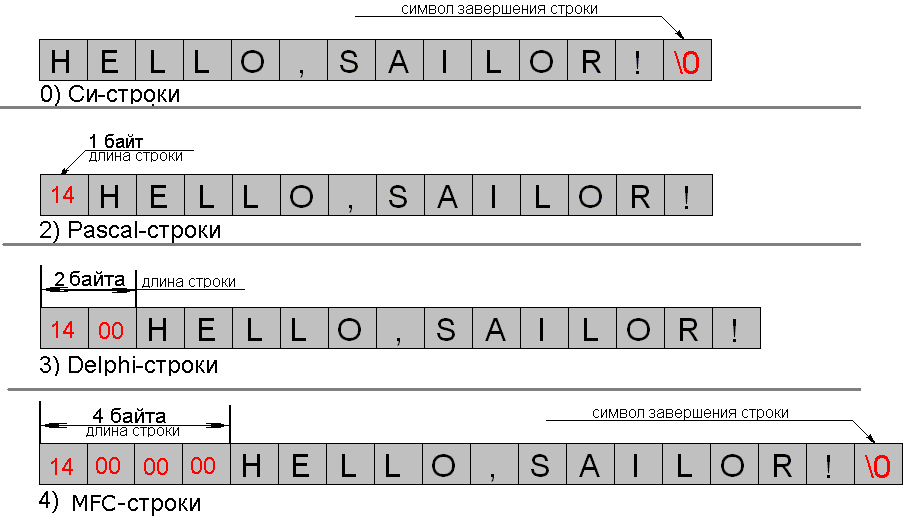 символ завершения строки
H E L L O , S A I L O R ! \0
0) Си-строки
1 байт
длина строки
14 H E L L O , S A I L O R !
2) Pascal-строки
2 байта длина строки
14 00 H E L L O , S A I L O R !
3) Delphi-строки
4 байта
длина строки
символ завершения строки
14 00 00 00 H E L L O , S A I L O R ! \0
4) MFC-строки